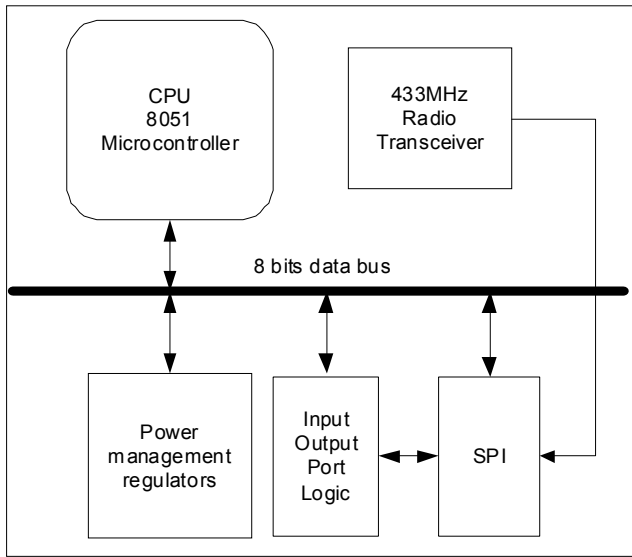 CPU
8051
Microcontroller
433MHz
Radio
Transceiver
8 bits data bus
Power
management
regulators
Input
Output
Port
Logic
SPI